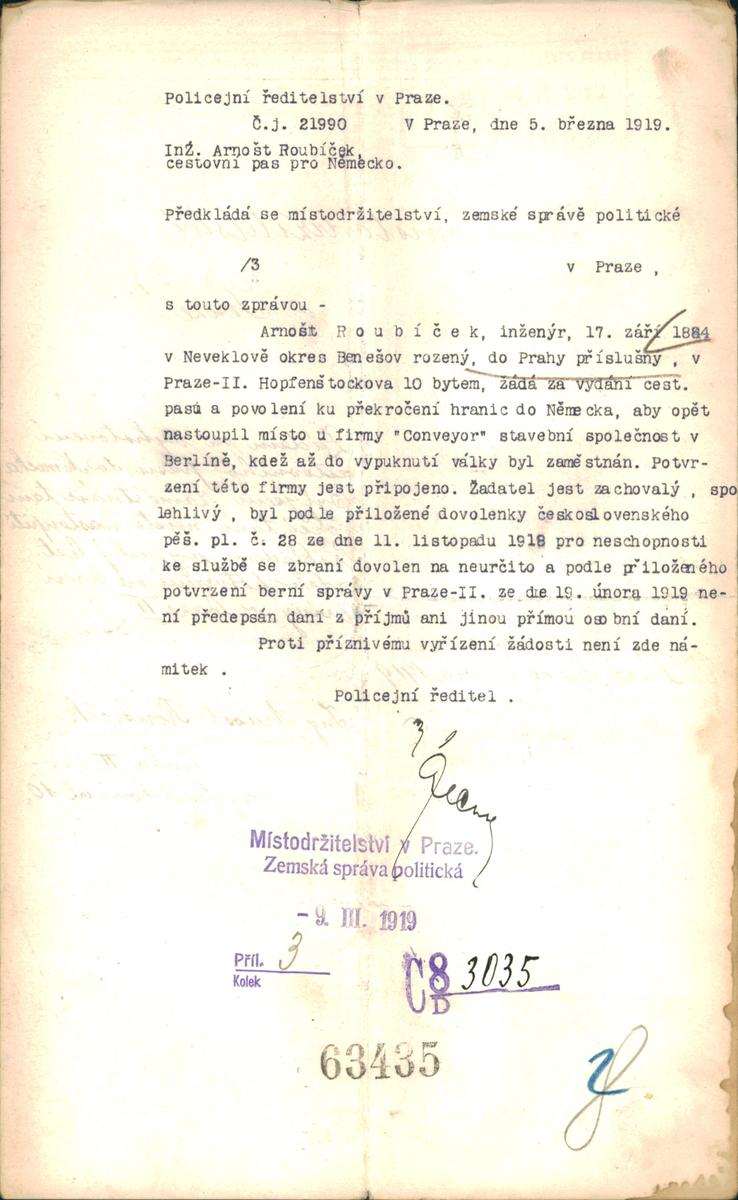 Policejní ředitelství v Praze.
Č.j. 21990 V Praze, dne 5. března 1919.
Inž. Arnošt Roubíček,
cestovní pas pro Německo.
Předkládá se místodržitelství, zemské správě politické
/3 v Praze ,
s touto zprávou -
Arnošt R o u b í č e k, inženýr, 17. září 1884
v Neveklově okres Benešov rozený, do Prahy příslušný , v
Praze-II. Hopfenštockova 10 bytem, žádá za vydání cest.
pasu a povolení ku překročení hranic do Německa, aby opět
nastoupil místo u firmy "Conveyor" stavební společnost v
Berlíně, kdež až do vypuknutí války byl zaměstnán. Potvr-
zení této firmy jest připojeno. Žadatel jest zachovalý , spo
lehlivý , byl podle přiložené dovolenky československého
pěš. pl. č. 28 ze dne 11. listopadu 1918 pro neschopnosti
ke službě se zbraní dovolen na neurčito a podle přiloženého
potvrzení berní správy v Praze-II. ze dne 19. února 1919 ne-
ní předepsán daní z příjmů ani jinou přímou osobní daní.
Proti příznivému vyřízení žádosti není zde ná-
mitek .
Policejní ředitel .
Místodržitelství v Praze.
Zemská správa politická
- 9. III. 1919
Příl. 3
Kolek
C 8 D 3035
63435